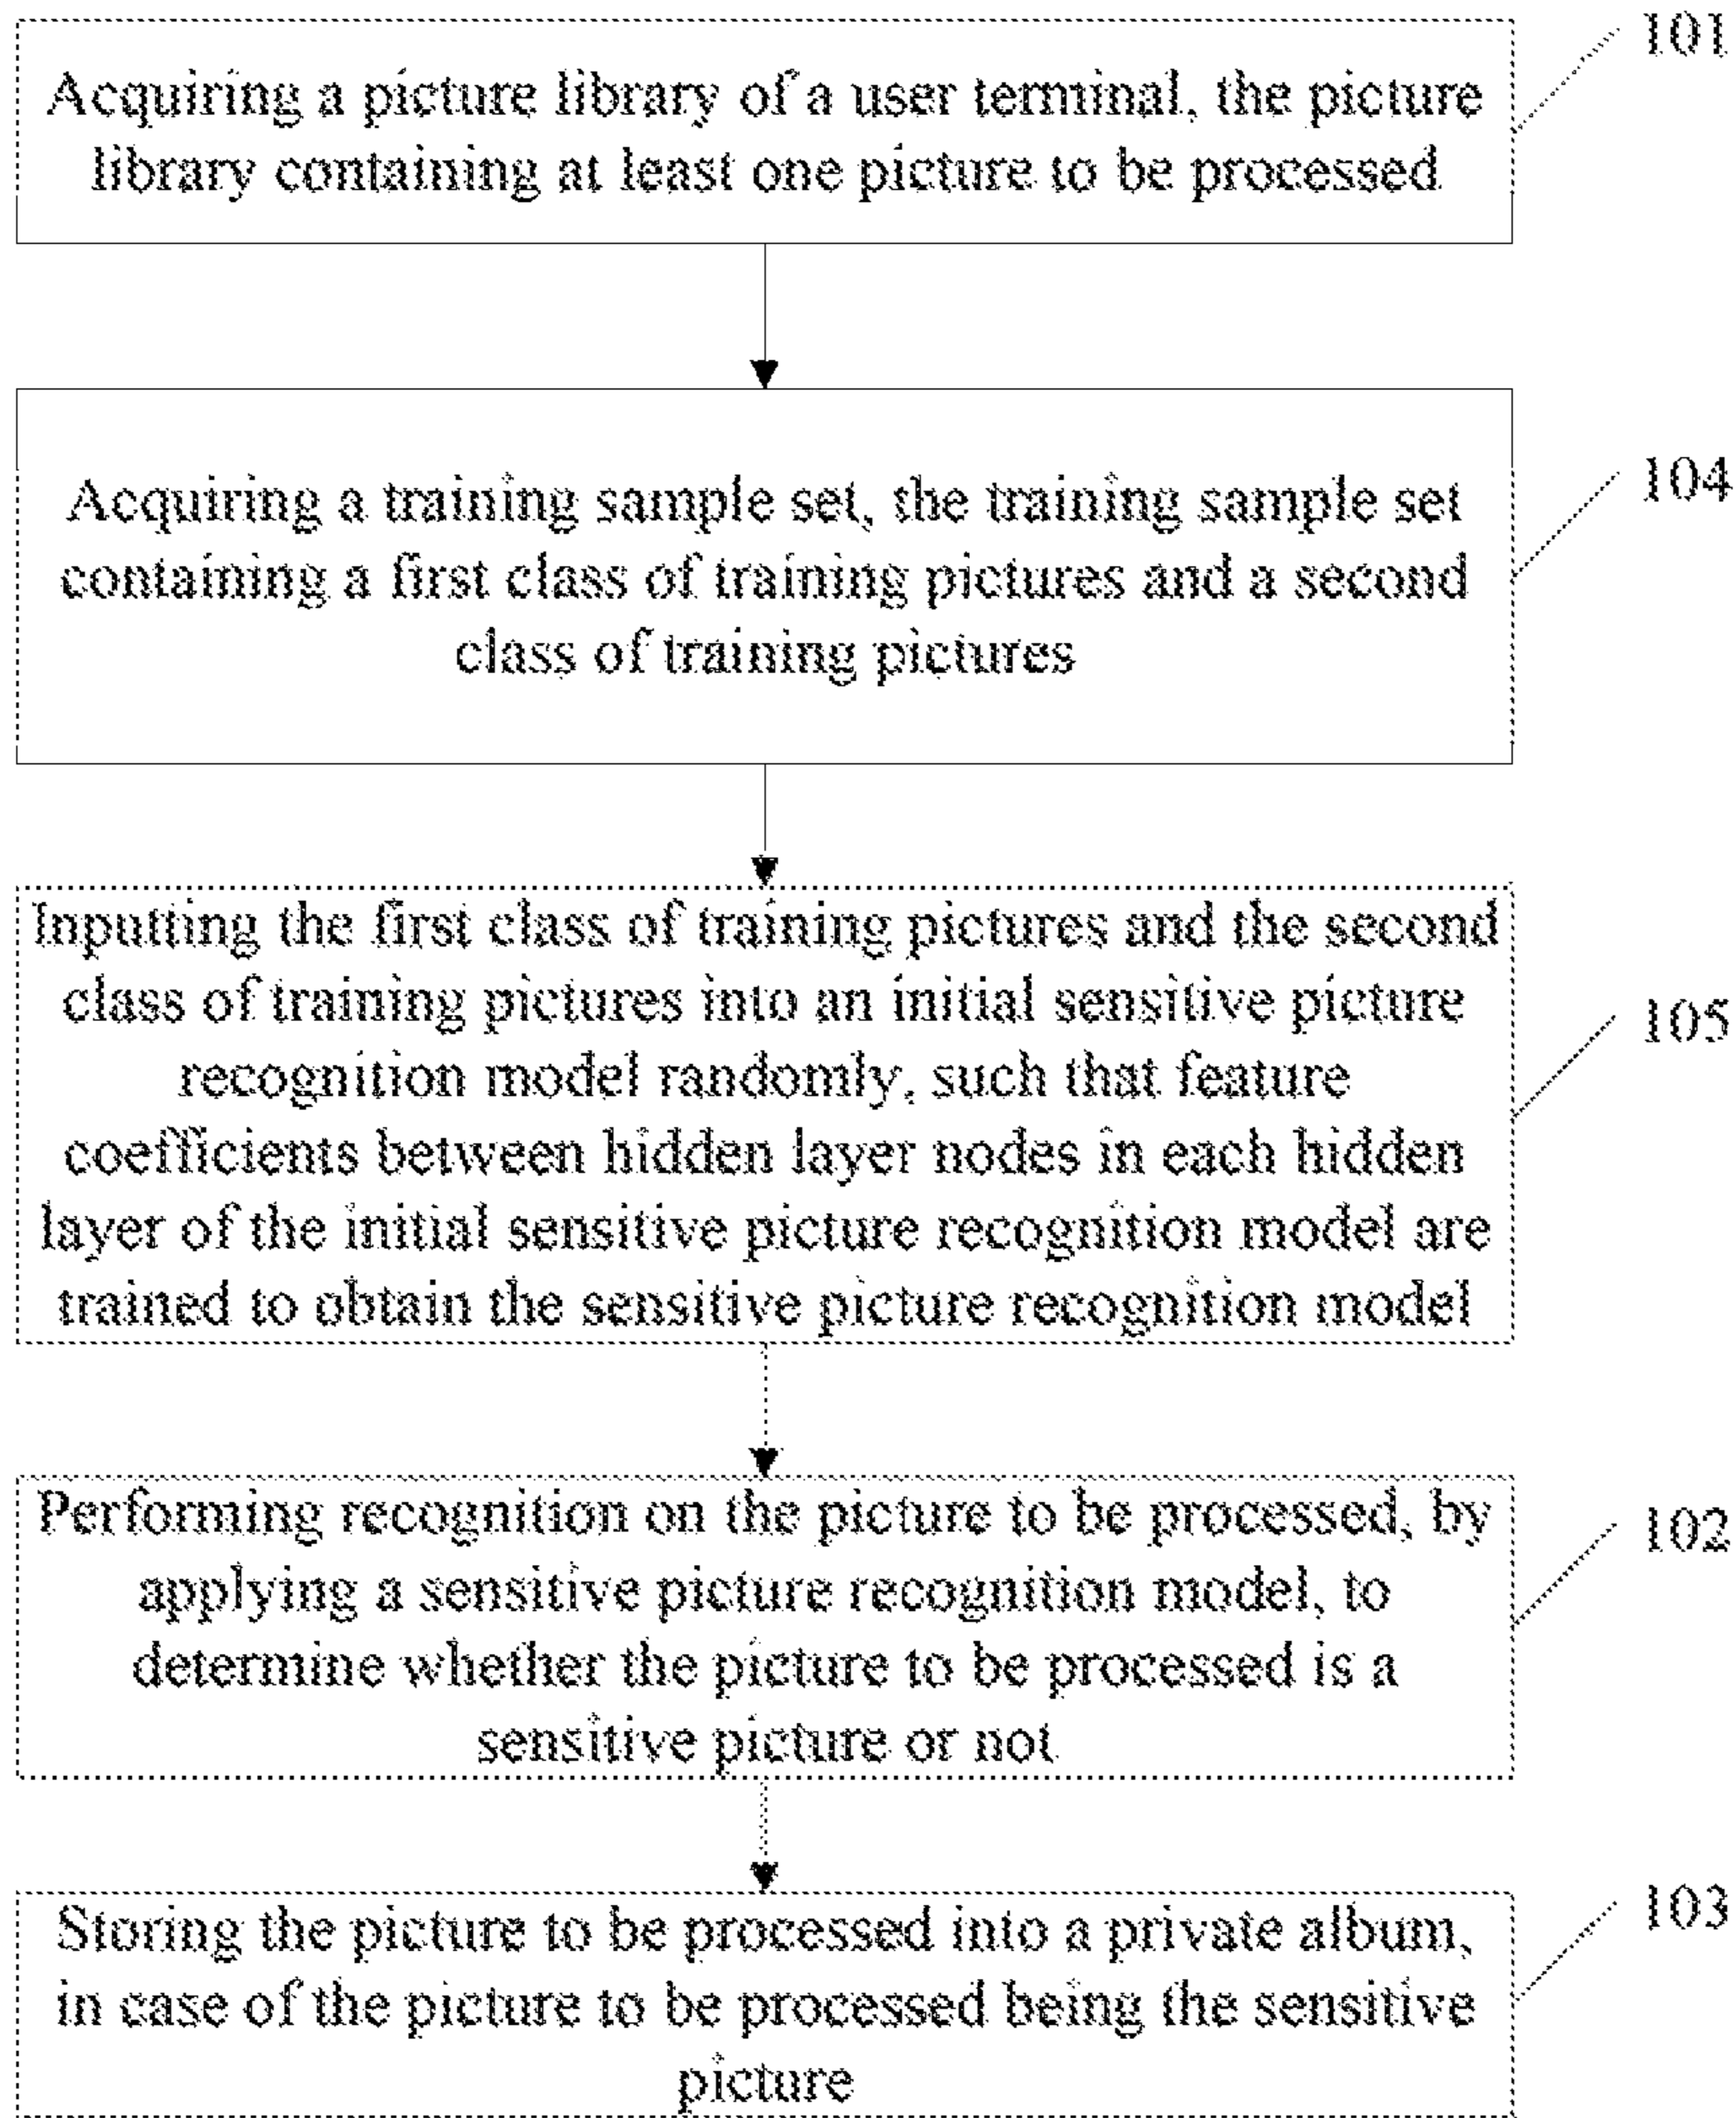 101
Acquiring a picture library of a user terminal, the picture
library containing at least one picture to be processed
104
Acquiring a training sample set, the training sample set
containing a first class of training pictures and a second
class of training pictures
Inputting the first class of training pictures and the second
class of training pictures into an initial sensitive picture
105
recognition model randomly, such that feature
coefficients between hidden layer nodes in each hidden
layer of the initial sensitive picture recognition model are
trained to obtain the sensitive picture recognition model
Performing recognition on the picture to be processed, by
102
applying a sensitive picture recognition model, to
determine whether the picture to be processed is a
sensitive picture or not
103
Storing the picture to be processed into a private album,
in case of the picture to be processed being the sensitive
picture